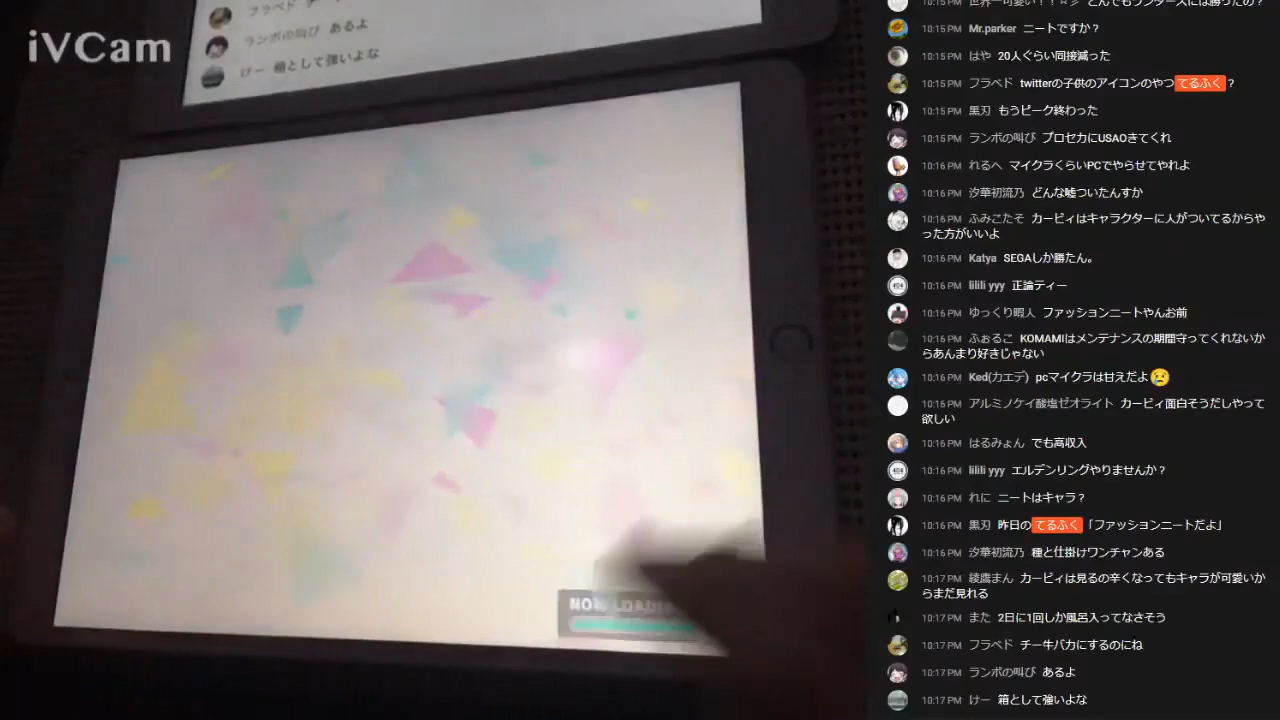 iVCam
フラベド チー牛
ランボの叫び あるよ
けー 箱として強いよな
NOW LOADI
10:15 PM Mr.parker ニートですか？
10:15 PM はや 20人ぐらい同接減った
10:15 PM フラベド twitterの子供のアイコンのやつてるふく？
10:15 PM 黒刃 もうピーク終わった
10:15 PM ランボの叫び プロセカにUSAOきてくれ
10:16 PM れるへ マイクラくらいPCでやらせてやれよ
10:16 PM 汐華初流乃 どんな嘘ついたんすか
10:16 PM ふみこたそ カービィはキャラクターに人がついてるからや
った方がいいよ
10:16 PM Katya SEGAしか勝たん。
10:16 PM lilili yyy 正論ティー
10:16 PM ゆっくり暇人 ファッションニートやんお前
10:16 PM ふぉるこ KOMAMIはメンテナンスの期間守ってくれないか
らあんまり好きじゃない
10:16 PM Ked(カエデ) pcマイクラは甘えだよ😢
10:16 PM アルミノケイ酸塩ゼオライト カービィ面白そうだしやって
欲しい
10:16 PM はるみょん でも高収入
10:16 PM lilili yyy エルデンリングやりませんか？
10:16 PM れに ニートはキャラ？
10:16 PM 黒刃 昨日のてるふく「ファッションニートだよ」
10:16 PM 汐華初流乃 種と仕掛けワンチャンある
10:17 PM 綾鷹まん カービィは見るの辛くなってもキャラが可愛いか
らまだ見れる
10:17 PM また 2日に1回しか風呂入ってなさそう
10:17 PM フラベド チー牛バカにするのにね
10:17 PM ランボの叫び あるよ
10:17 PM けー 箱として強いよな